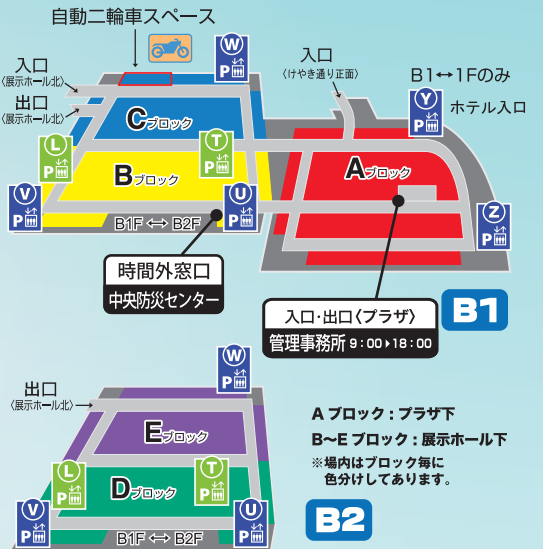 自動二輪車スペース
入口
〈展示ホール北〉
出口
〈展示ホール北〉
W
P
入口
〈けやき通り正面〉
B1↔1Fのみ
Y
P
ホテル入口
Cブロック
L
P
T
P
Bブロック
Aブロック
V
P
U
P
Z
P
B1F ↔ B2F
時間外窓口
中央防災センター
入口・出口〈プラザ〉
管理事務所 9:00▸18:00
B1
W
P
出口
〈展示ホール北〉
Eブロック
L
P
T
P
Dブロック
V
P
U
P
B1F ↔ B2F
A ブロック：プラザ下
B〜E ブロック：展示ホール下
※場内はブロック毎に
色分けしてあります。
B2